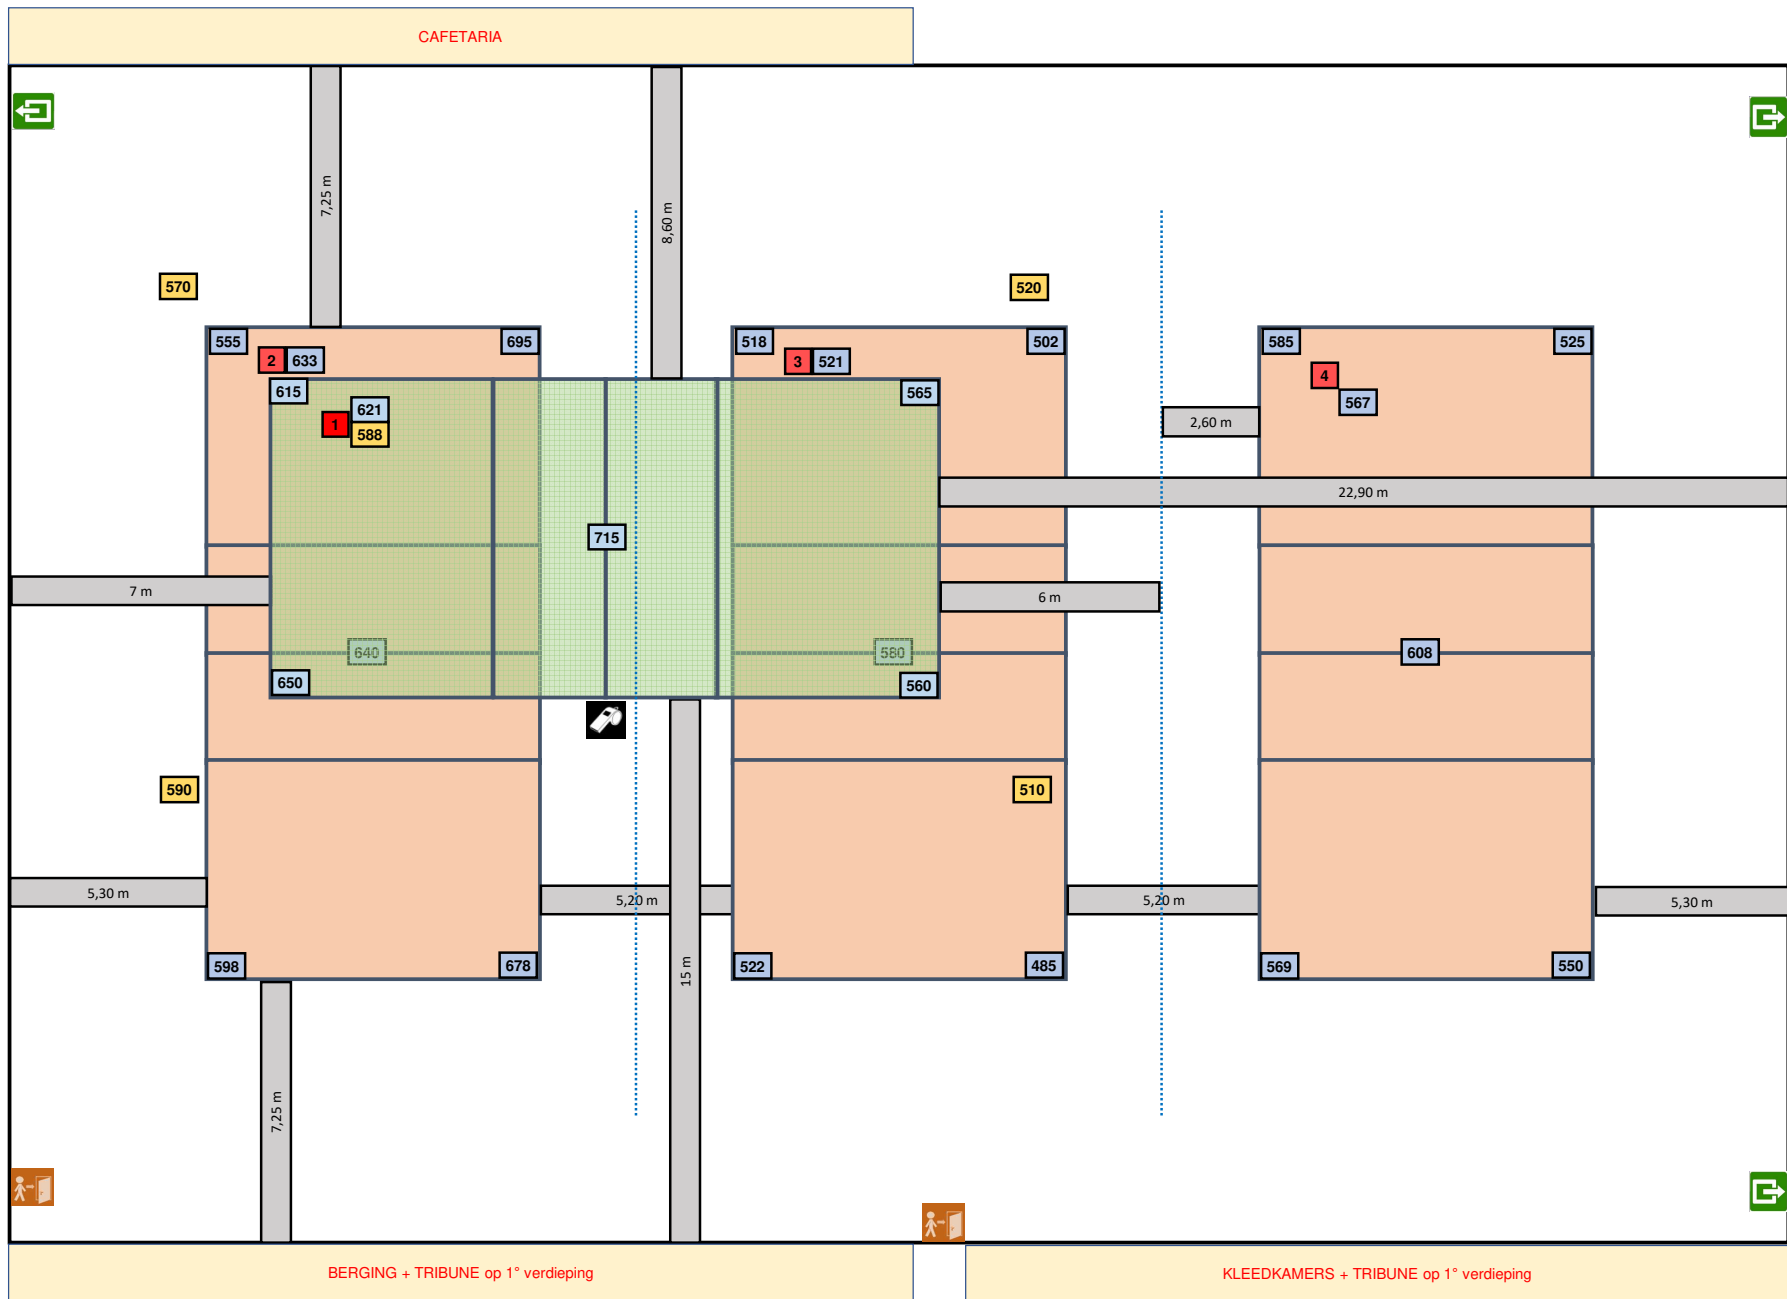 CAFETARIA
7,25 m
8,60 m
570
520
555
695
518
502
585
525
2 633
3 521
4
567
615
565
621
1
588
2,60 m
22,90 m
715
7 m
6 m
640
580
608
650
560
590
510
5,30 m
5,20 m
5,20 m
5,30 m
15 m
598
678
522
485
569
550
7,25 m
BERGING + TRIBUNE op 1° verdieping
KLEEDKAMERS + TRIBUNE op 1° verdieping